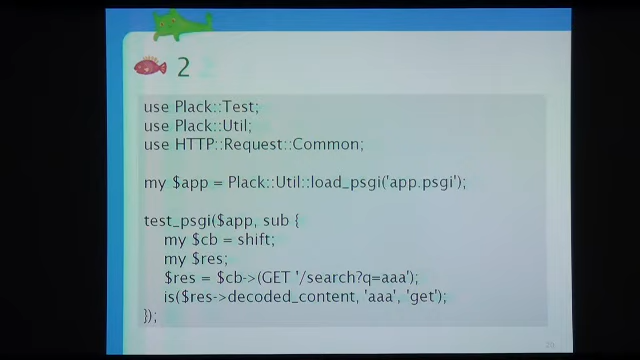 2
use Plack::Test;
use Plack::Util;
use HTTP::Request::Common;
my $app = Plack::Util::load_psgi('app.psgi');
test_psgi($app, sub {
my $cb = shift;
my $res;
$res = $cb->(GET '/search?q=aaa');
is($res->decoded_content, 'aaa', 'get');
});